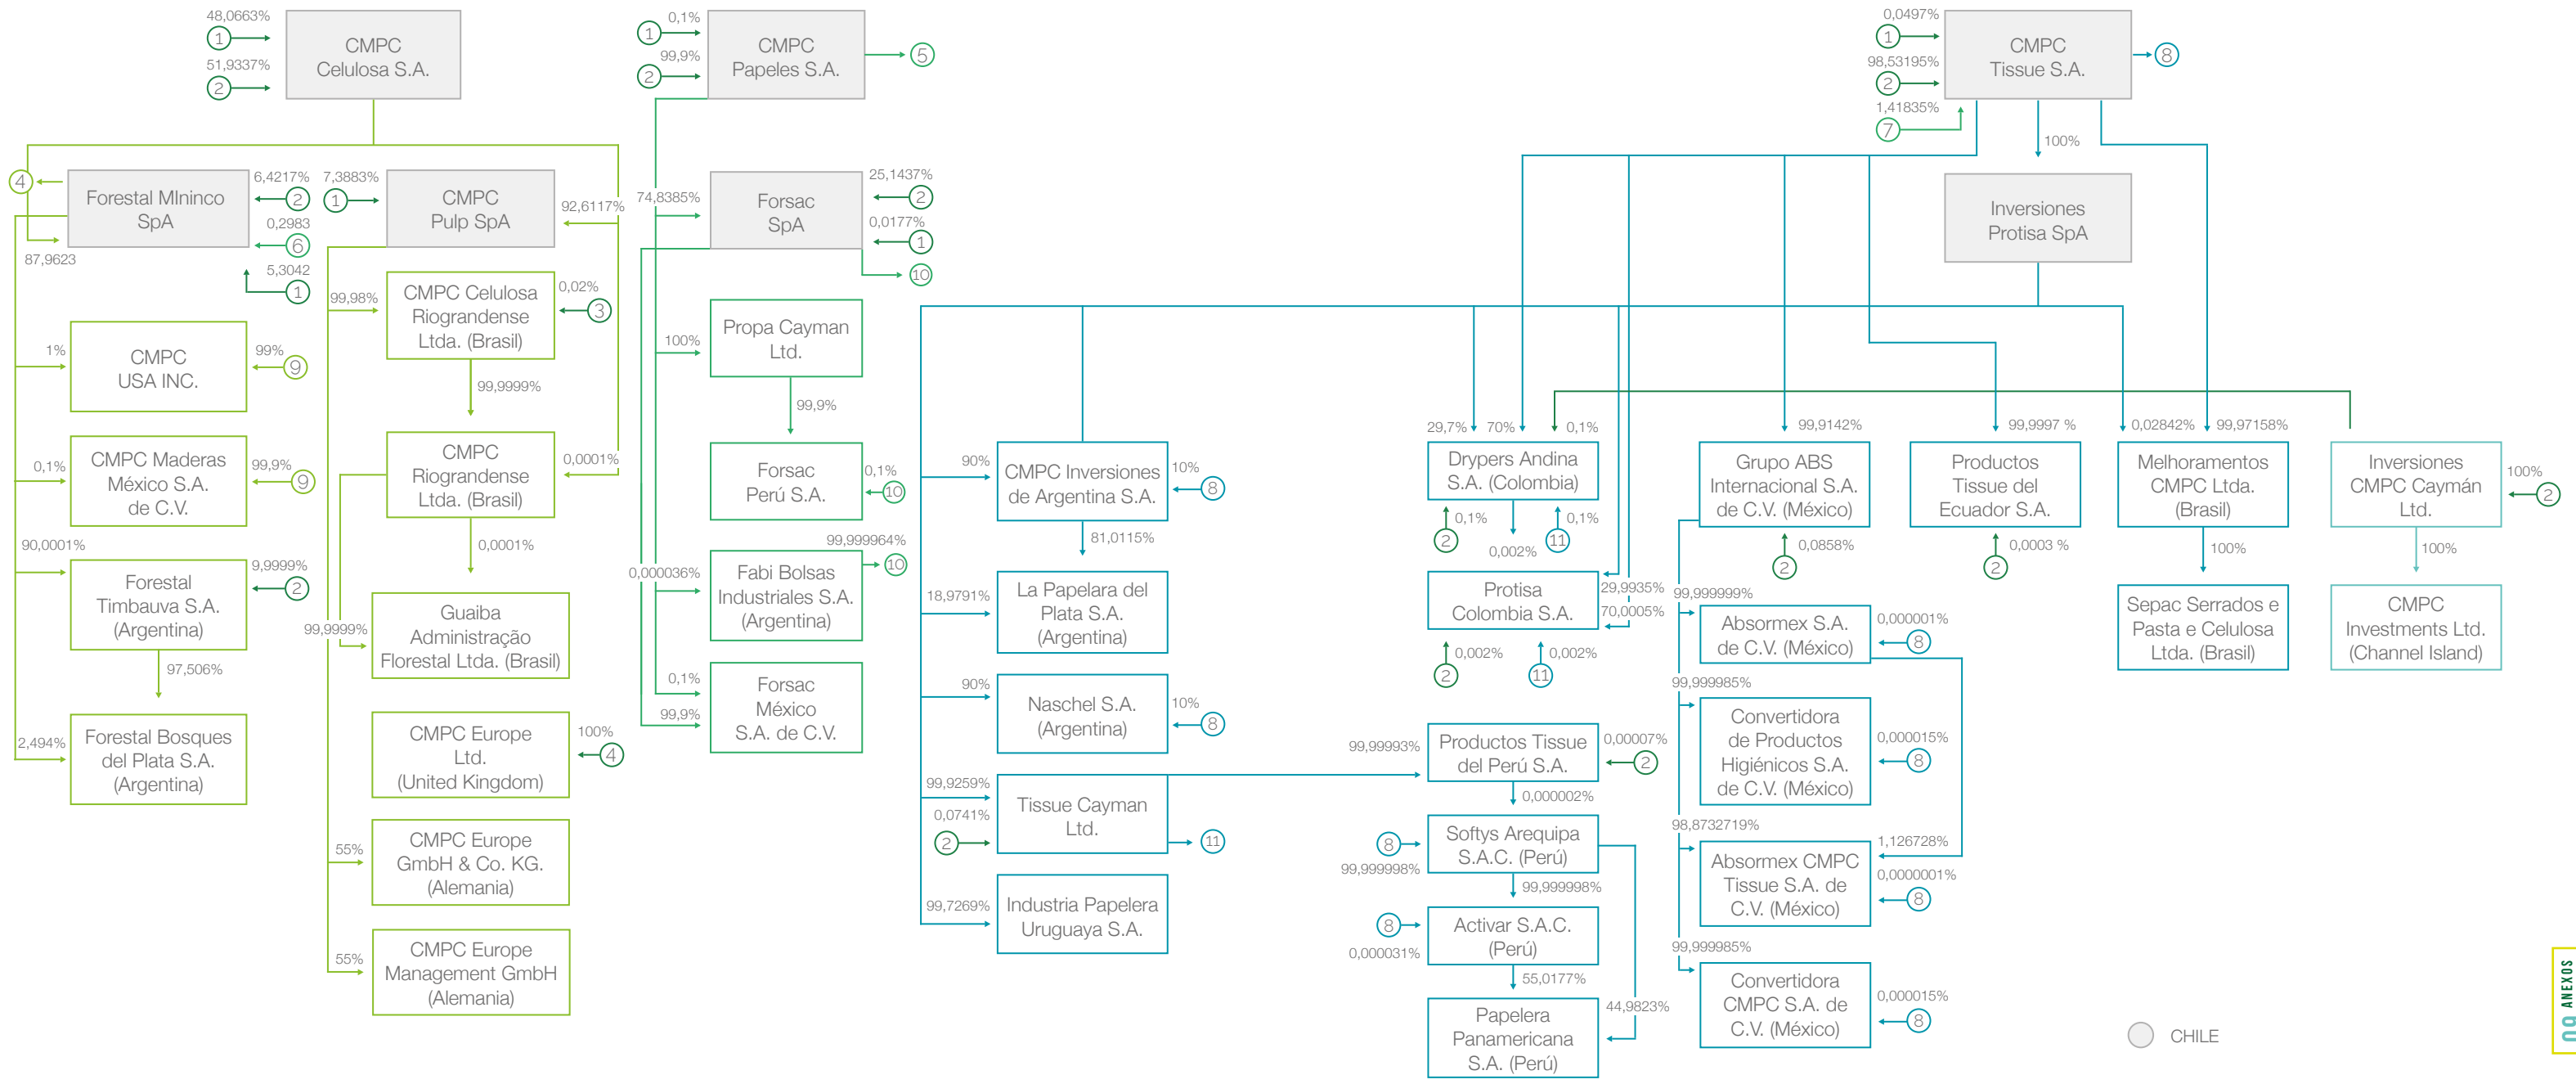 48,0663%
1
51,9337%
2
CMPC
Celulosa S.A.
4
Forestal MIninco
SpA
6,4217%
2
0,2983
6
5,3042
1
87,9623
7,3883%
1
CMPC
Pulp SpA
92,6117%
1%
CMPC
USA INC.
99%
9
0,1%
CMPC Maderas
México S.A.
de C.V.
99,9%
9
90,0001%
Forestal
Timbauva S.A.
(Argentina)
9,9999%
2
97,506%
2,494%
Forestal Bosques
del Plata S.A.
(Argentina)
99,98%
CMPC Celulosa
Riograndense
Ltda. (Brasil)
0,02%
3
99,9999%
CMPC
Riograndense
Ltda. (Brasil)
0,0001%
0,0001%
99,9999%
Guaiba
Administração
Florestal Ltda. (Brasil)
CMPC Europe
Ltd.
(United Kingdom)
100%
4
55%
CMPC Europe
GmbH & Co. KG.
(Alemania)
55%
CMPC Europe
Management GmbH
(Alemania)
0,1%
1
99,9%
2
CMPC
Papeles S.A.
5
74,8385%
Forsac
SpA
25,1437%
2
0,0177%
1
10
100%
Propa Cayman
Ltd.
99,9%
Forsac
Perú S.A.
0,1%
10
0,000036%
Fabi Bolsas
Industriales S.A.
(Argentina)
99,999964%
10
0,1%
99,9%
Forsac
México
S.A. de C.V.
0,0497%
1
98,53195%
2
1,41835%
7
CMPC
Tissue S.A.
8
100%
Inversiones
Protisa SpA
90%
CMPC Inversiones
de Argentina S.A.
10%
8
81,0115%
18,9791%
La Papelara del
Plata S.A.
(Argentina)
90%
Naschel S.A.
(Argentina)
10%
8
99,9259%
0,0741%
2
Tissue Cayman
Ltd.
11
99,7269%
Industria Papelera
Uruguaya S.A.
29,7%
70%
0,1%
Drypers Andina
S.A. (Colombia)
2
0,1%
0,002%
11
0,1%
Protisa
Colombia S.A.
29,9935%
70,0005%
2
0,002%
11
0,002%
99,99993%
Productos Tissue
del Perú S.A.
0,00007%
2
0,000002%
8
99,999998%
Softys Arequipa
S.A.C. (Perú)
99,999998%
8
0,000031%
Activar S.A.C.
(Perú)
55,0177%
44,9823%
Papelera
Panamericana
S.A. (Perú)
99,9142%
Grupo ABS
Internacional S.A.
de C.V. (México)
2
0,0858%
99,999999%
Absormex S.A.
de C.V. (México)
0,000001%
8
99,999985%
Convertidora
de Productos
Higiénicos S.A.
de C.V. (México)
0,000015%
8
98,8732719%
Absormex CMPC
Tissue S.A. de
C.V. (México)
1,126728%
0,0000001%
8
99,999985%
Convertidora
CMPC S.A. de
C.V. (México)
0,000015%
8
99,9997 %
Productos
Tissue del
Ecuador S.A.
2
0,0003 %
0,02842%
99,97158%
Melhoramentos
CMPC Ltda.
(Brasil)
100%
Sepac Serrados e
Pasta e Celulosa
Ltda. (Brasil)
Inversiones
CMPC Caymán
Ltd.
100%
2
100%
CMPC
Investments Ltd.
(Channel Island)
CHILE
09 ANEXOS